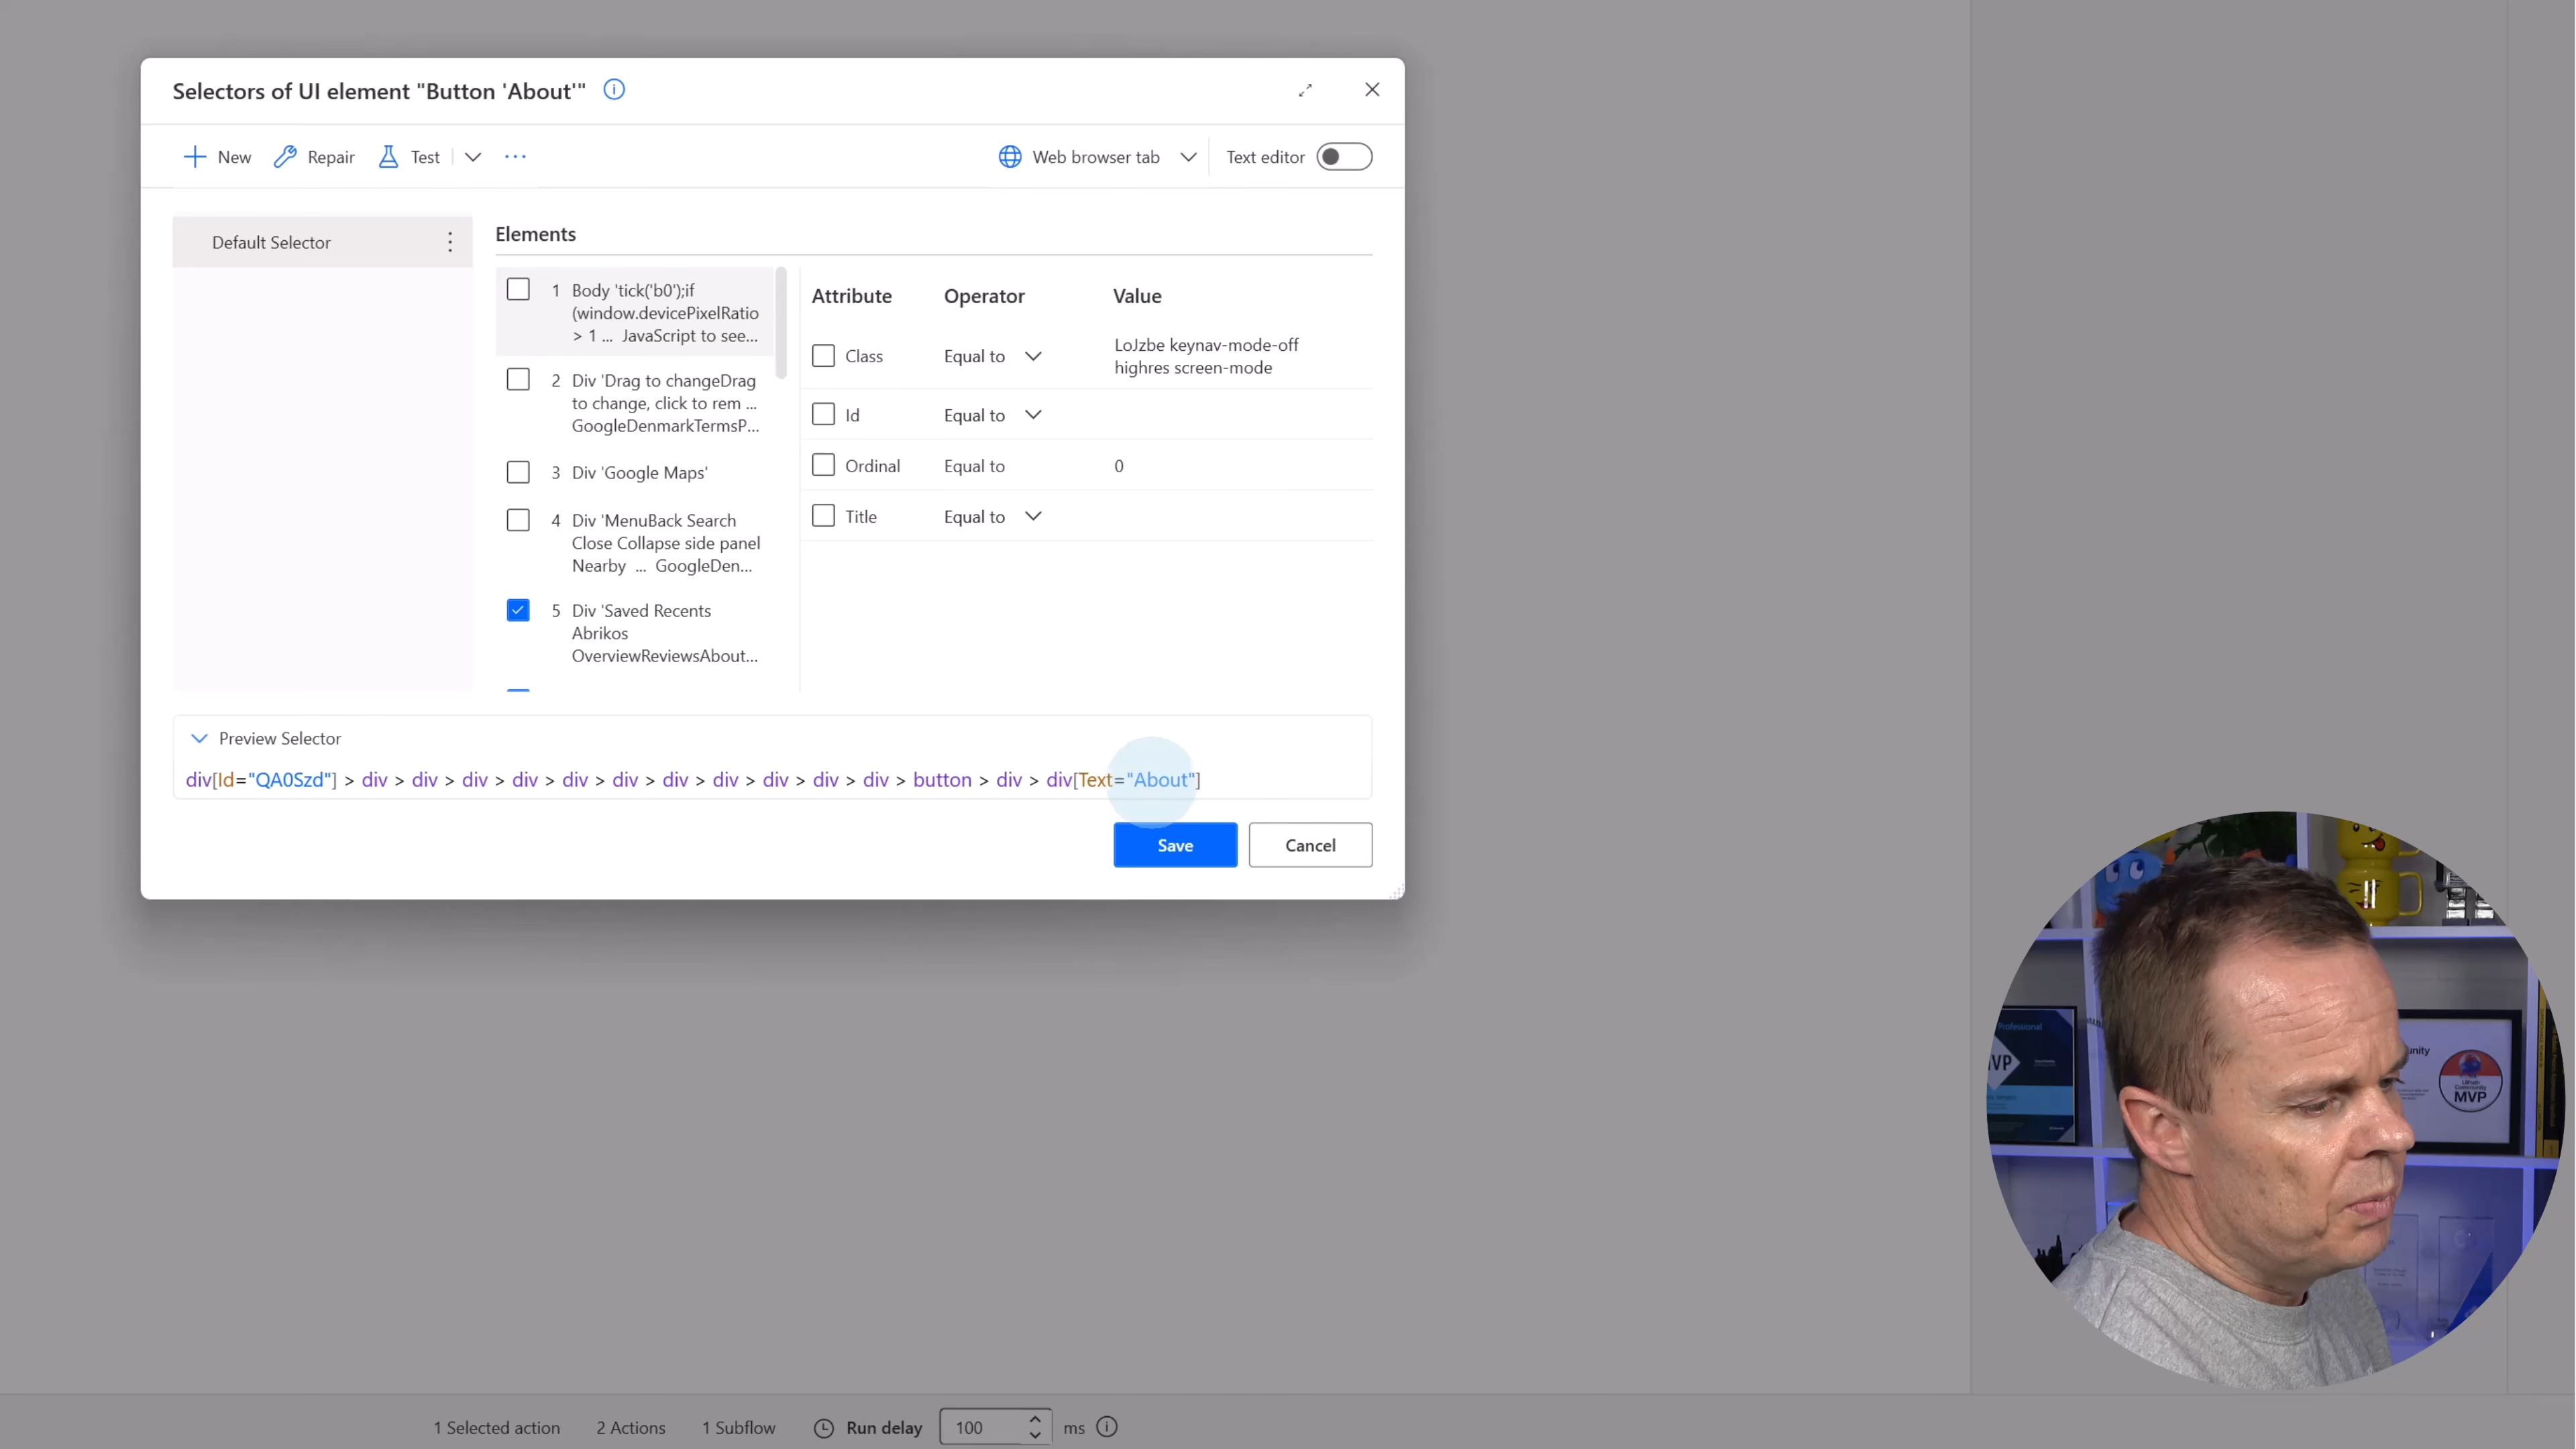 Selectors of UI element "Button 'About'"
New Repair Test Web browser tab Text editor
Default Selector
Elements
1 Body 'tick('b0');if
(window.devicePixelRatio
> 1 ... JavaScript to see...
2 Div 'Drag to changeDrag
to change, click to rem ...
GoogleDenmarkTermsP...
3 Div 'Google Maps'
4 Div 'MenuBack Search
Close Collapse side panel
Nearby ... GoogleDen...
5 Div 'Saved Recents
Abrikos
OverviewReviewsAbout...
Attribute Operator Value
Class Equal to LoJzbe keynav-mode-off
highres screen-mode
Id Equal to
Ordinal Equal to 0
Title Equal to
Preview Selector
div[Id="QA0Szd"] > div > div > div > div > div > div > div > div > div > div > div > button > div > div[Text="About"]
Save Cancel
Professional
MVP
MVP
1 Selected action 2 Actions 1 Subflow Run delay 100 ms